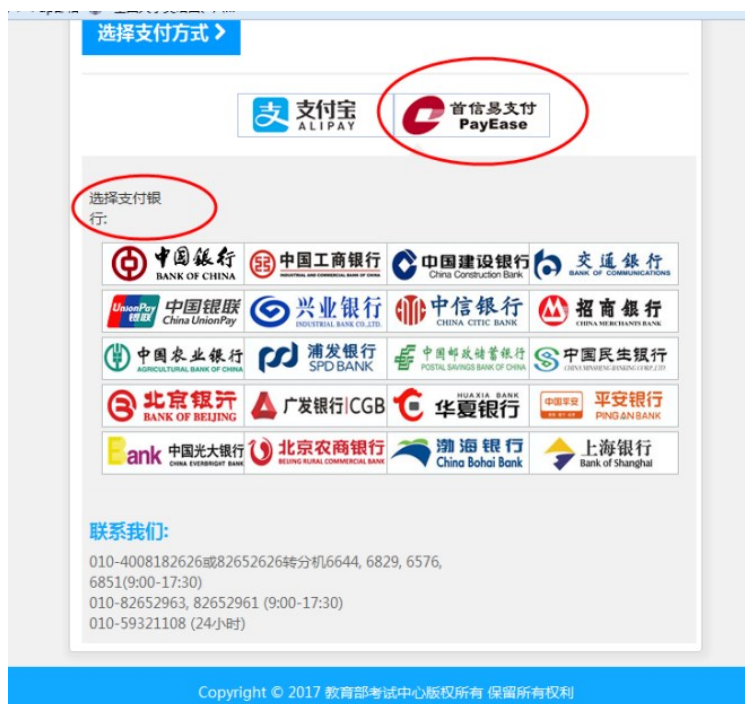 选择支付方式
支付宝
ALIPAY
首信易支付
PayEase
选择支付银
行:
中国银行
BANK OF CHINA
中国工商银行
INDUSTRIAL AND COMMERCIAL BANK OF CHINA
中国建设银行
China Construction Bank
交通银行
BANK OF COMMUNICATIONS
UnionPay
银联
中国银联
China UnionPay
兴业银行
INDUSTRIAL BANK CO.,LTD.
中信银行
CHINA CITIC BANK
招商银行
CHINA MERCHANTS BANK
中国农业银行
AGRICULTURAL BANK OF CHINA
浦发银行
SPD BANK
中国邮政储蓄银行
POSTAL SAVINGS BANK OF CHINA
中国民生银行
CHINA MINSHENG BANKING CORP.,LTD
北京银行
BANK OF BEIJING
广发银行|CGB
HUAXIA BANK
华夏银行
中国平安
平安银行
PING AN BANK
Bank
中国光大银行
CHINA EVERBRIGHT BANK
北京农商银行
BEIJING RURAL COMMERCIAL BANK
渤海银行
China Bohai Bank
上海银行
Bank of Shanghai
联系我们:
010-4008182626或82652626转分机6644, 6829, 6576,
6851(9:00-17:30)
010-82652963, 82652961 (9:00-17:30)
010-59321108 (24小时)
Copyright © 2017 教育部考试中心版权所有 保留所有权利